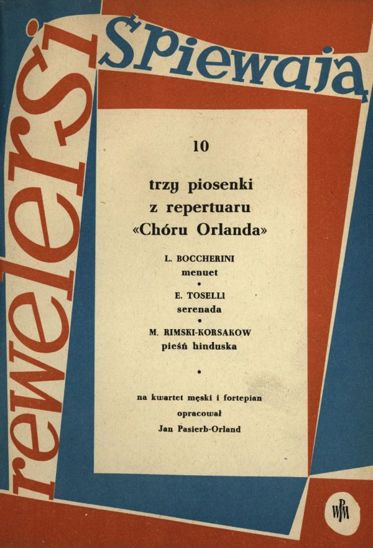 rewelersi
śpiewają
10
trzy piosenki
z repertuaru
«Chóru Orlanda»
L. BOCCHERINI
menuet
•
E. TOSELLI
serenada
•
M. RIMSKI-KORSAKOW
pieśń hinduska
•
na kwartet męski i fortepian
opracował
Jan Pasierb-Orland
PWM